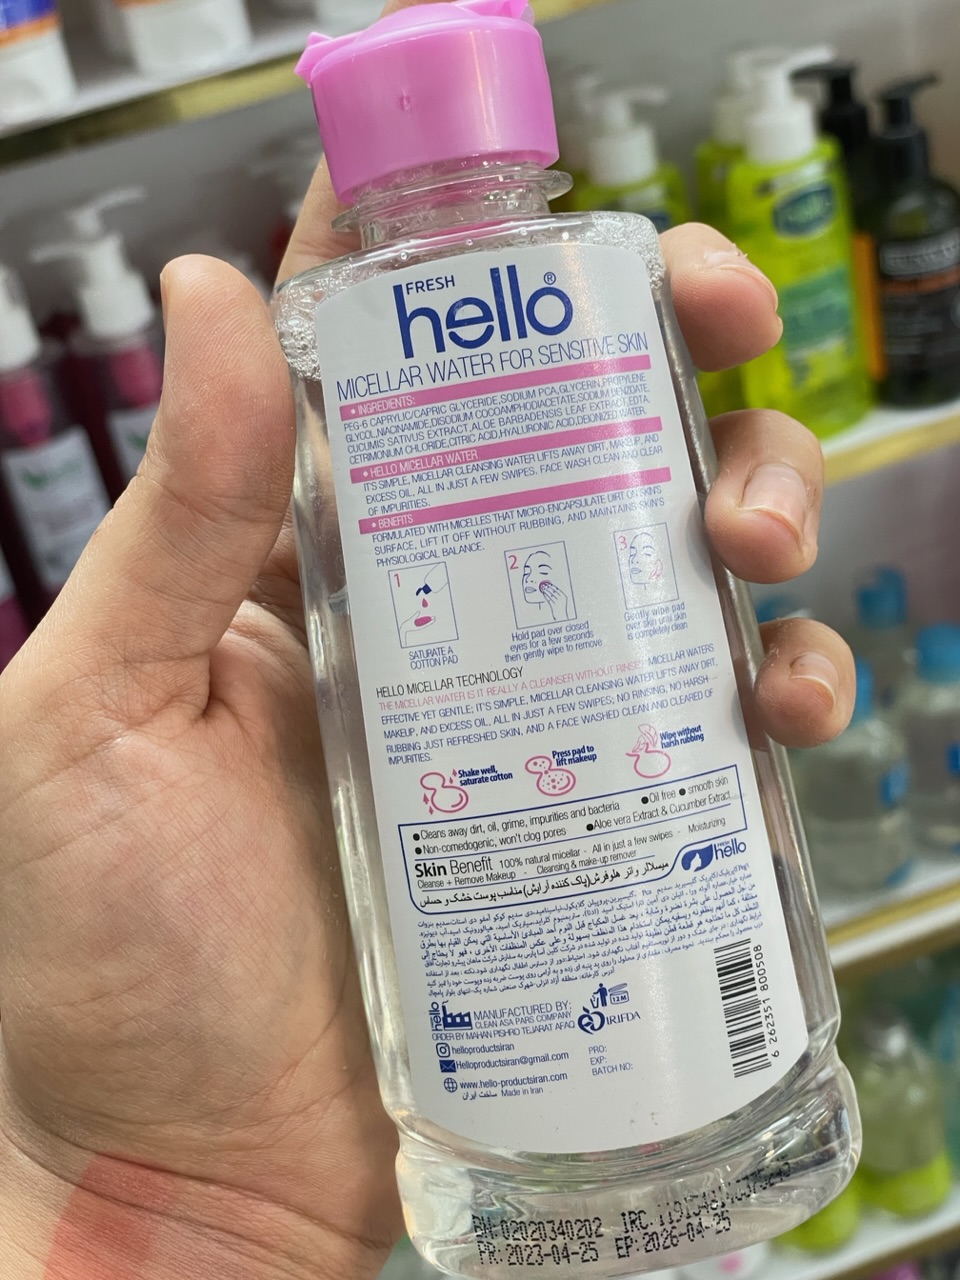 FRESH
hello®
MICELLAR WATER FOR SENSITIVE SKIN
• INGREDIENTS:
PEG-6 CAPRYLIC/CAPRIC GLYCERIDE,SODIUM PCA,GLYCERIN,PROPYLENE
GLYCOL,NIACINAMIDE,DISODIUM COCOAMPHODIACETATE,SODIUM BENZOATE,
CUCUMIS SATIVUS EXTRACT,ALOE BARBADENSIS LEAF EXTRACT,EDTA,
CETRIMONIUM CHLORIDE,CITRIC ACID,HYALURONIC ACID,DEIONIZED WATER.
• HELLO MICELLAR WATER
IT'S SIMPLE, MICELLAR CLEANSING WATER LIFTS AWAY DIRT, MAKEUP, AND
EXCESS OIL, ALL IN JUST A FEW SWIPES. FACE WASH CLEAN AND CLEAR
OF IMPURITIES.
• BENEFITS
FORMULATED WITH MICELLES THAT MICRO-ENCAPSULATE DIRT ON SKIN'S
SURFACE, LIFT IT OFF WITHOUT RUBBING, AND MAINTAINS SKIN'S
PHYSIOLOGICAL BALANCE.
1 2 3
SATURATE A
COTTON PAD
Hold pad over closed
eyes for a few seconds
then gently wipe to remove
Gently wipe pad
over skin until skin
is completely clean
HELLO MICELLAR TECHNOLOGY
THE MICELLAR WATER IS IT REALLY A CLEANSER WITHOUT RINSE? MICELLAR WATERS
EFFECTIVE YET GENTLE; IT'S SIMPLE, MICELLAR CLEANSING WATER LIFTS AWAY DIRT,
MAKEUP, AND EXCESS OIL, ALL IN JUST A FEW SWIPES; NO RINSING, NO HARSH
RUBBING JUST REFRESHED SKIN, AND A FACE WASHED CLEAN AND CLEARED OF
IMPURITIES.
Shake well,
saturate cotton
Press pad to
lift makeup
Wipe without
harsh rubbing
●Cleans away dirt, oil, grime, impurities and bacteria ●Oil free ● smooth skin
●Non-comedogenic, won't clog pores ●Aloe vera Extract & Cucumber Extract
Skin Benefit 100% natural micellar - All in just a few swipes - Moisturizing
Cleanse + Remove Makeup - Cleansing & make-up remover
میسلار واتر هلوفرش(پاک کننده آرایش) مناسب پوست خشک و حساس
FRESH
hello
hello
MANUFACTURED BY:
CLEAN ASA PARS COMPANY
ORDER BY MAHAN PISHRO TEJARAT AFAQ
12M
IRIFDA
helloproductsiran
Helloproductsiran@gmail.com
www.hello-productsiran.com
ساخت ایران Made in Iran
PRO:
EXP:
BATCH NO:
6 262351 800508
BN:02020340202
PR:2023-04-25 EP:2026-04-25